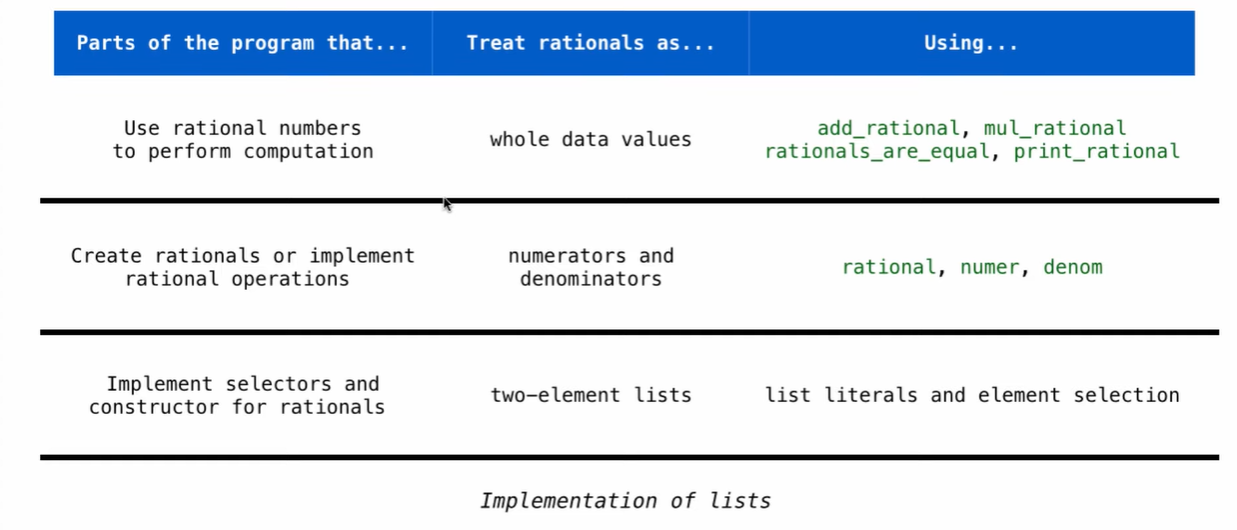 Parts of the program that... Treat rationals as... Using...
Use rational numbers
to perform computation
whole data values
add_rational, mul_rational
rationals_are_equal, print_rational
Create rationals or implement
rational operations
numerators and
denominators
rational, numer, denom
Implement selectors and
constructor for rationals
two-element lists
list literals and element selection
Implementation of lists